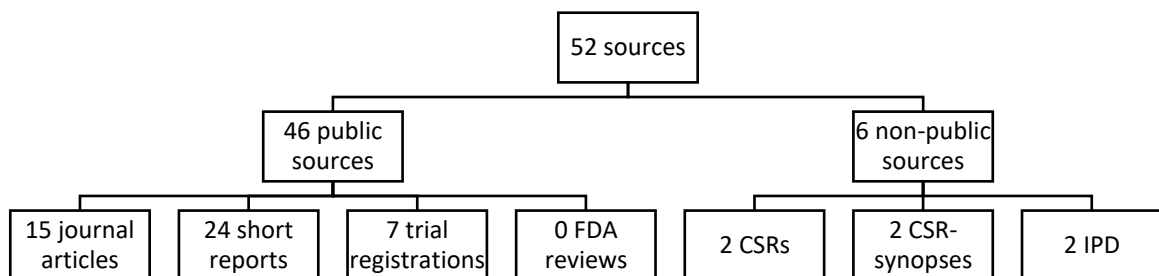 52 sources
46 public
sources
6 non-public
sources
15 journal
articles
24 short
reports
7 trial
registrations
0 FDA
reviews
2 CSRs
2 CSR-
synopses
2 IPD